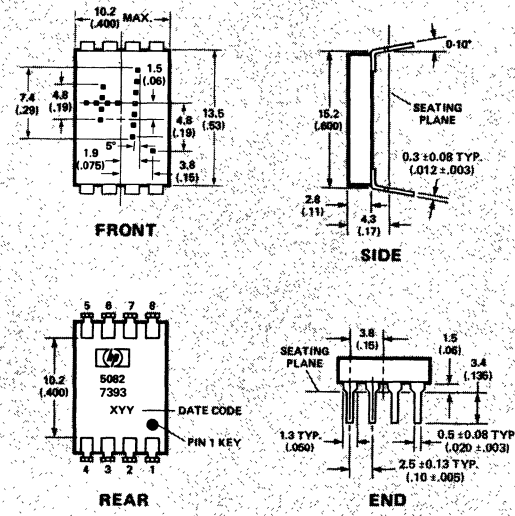 10.2
(.400)
MAX.
1.5
(.06)
7.4
(.29)
4.8
(.19)
13.5
(.53)
4.8
(.19)
5°
1.9
(.075)
3.8
(.15)
FRONT
0-10°
15.2
(.600)
SEATING
PLANE
0.3 ±0.08 TYP.
(.012 ±.003)
2.8
(.11)
4.3
(.17)
SIDE
5 6 7 8
10.2
(.400)
hp
5082
7393
XYY
DATE CODE
PIN 1 KEY
4 3 2 1
REAR
3.8
(.15)
1.5
(.06)
SEATING
PLANE
3.4
(.135)
1.3 TYP.
(.050)
0.5 ±0.08 TYP
(.020 ±.003)
2.5 ±0.13 TYP.
(.10 ±.005)
END